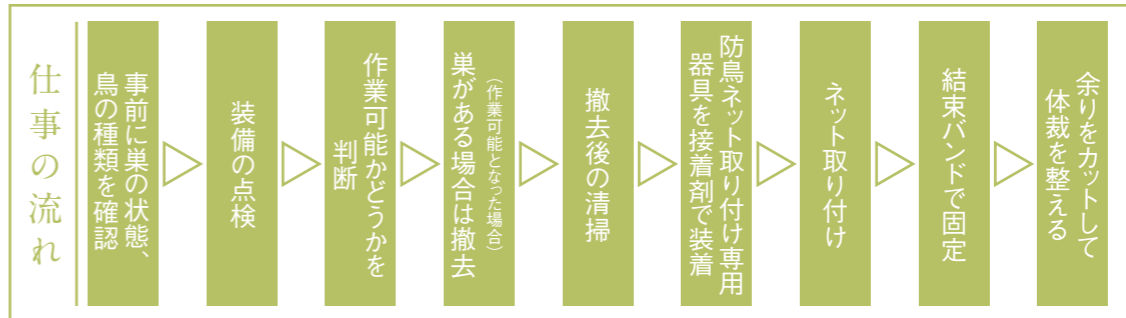 仕事の流れ
事前に巣の状態、
鳥の種類を確認
装備の点検
作業可能かどうかを
判断
(作業可能となった場合)
巣がある場合は撤去
撤去後の清掃
防鳥ネット取り付け専用
器具を接着剤で装着
ネット取り付け
結束バンドで固定
余りをカットして
体裁を整える